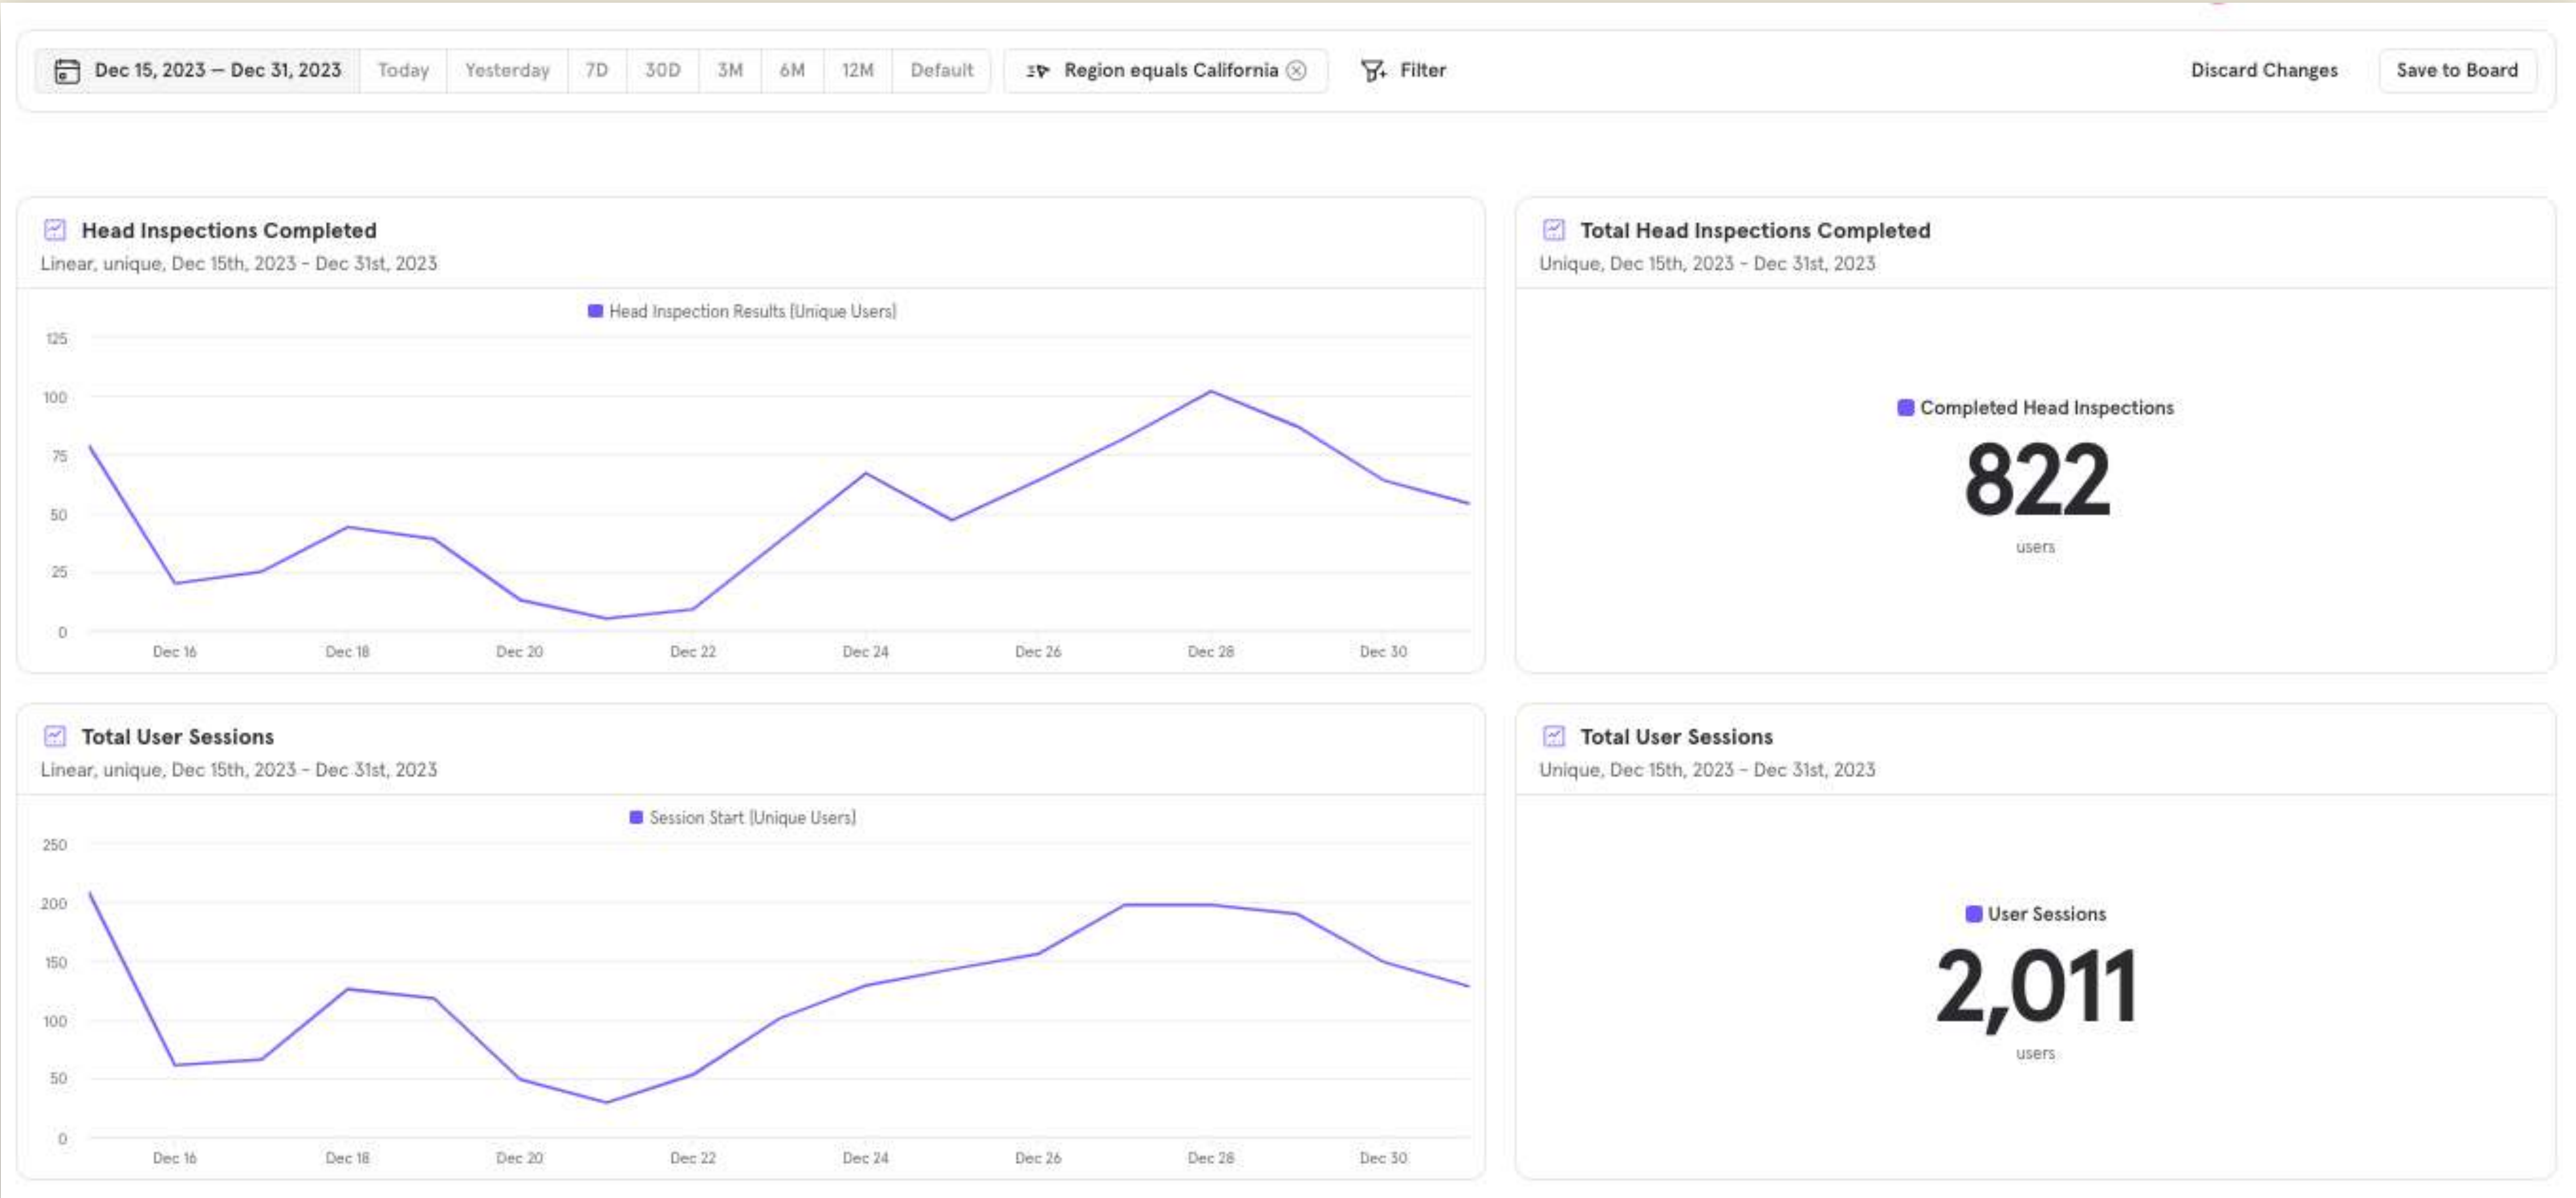 Dec 15, 2023 – Dec 31, 2023 Today Yesterday 7D 30D 3M 6M 12M Default Region equals California Filter Discard Changes Save to Board
Head Inspections Completed
Linear, unique, Dec 15th, 2023 - Dec 31st, 2023
Head Inspection Results [Unique Users]
125
100
75
50
25
0
Dec 16 Dec 18 Dec 20 Dec 22 Dec 24 Dec 26 Dec 28 Dec 30
Total Head Inspections Completed
Unique, Dec 15th, 2023 - Dec 31st, 2023
Completed Head Inspections
822
users
Total User Sessions
Linear, unique, Dec 15th, 2023 - Dec 31st, 2023
Session Start [Unique Users]
250
200
150
100
50
0
Dec 16 Dec 18 Dec 20 Dec 22 Dec 24 Dec 26 Dec 28 Dec 30
Total User Sessions
Unique, Dec 15th, 2023 - Dec 31st, 2023
User Sessions
2,011
users